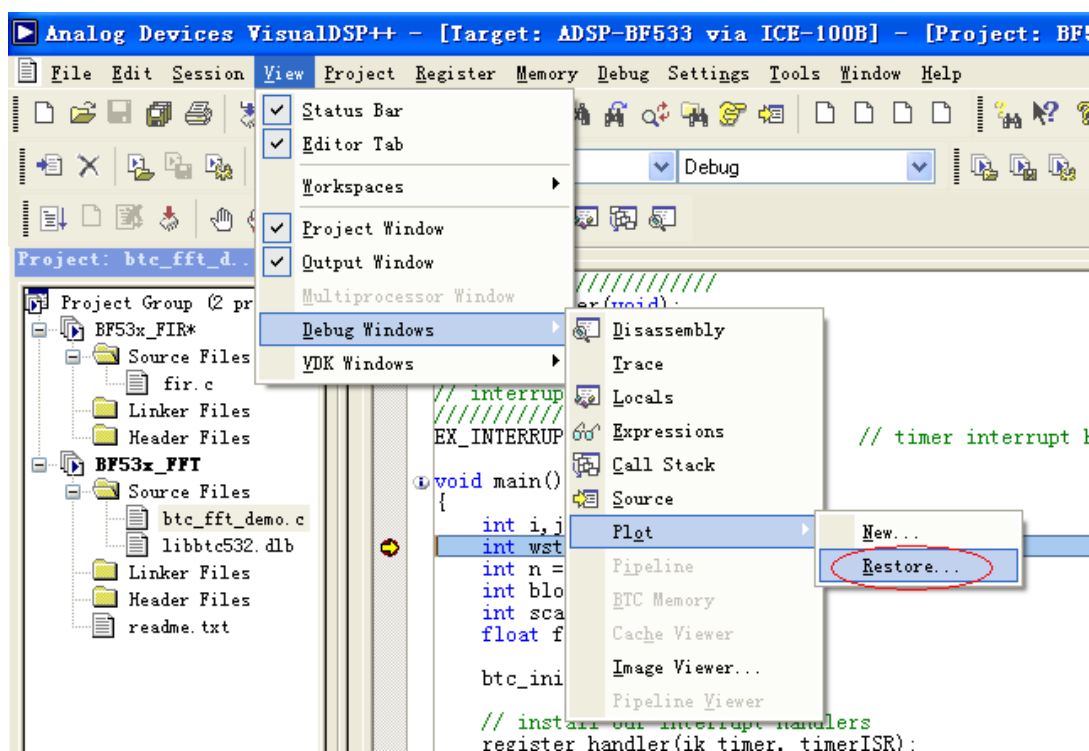 Analog Devices VisualDSP++ - [Target: ADSP-BF533 via ICE-100B] - [Project:
File Edit Session View Project Register Memory Debug Settings Tools Window Help
Status Bar
Editor Tab
Debug
Workspaces
Project Window
Output Window
Multiprocessor Window
Debug Windows
VDK Windows
Project: btc_fft_d..
Project Group (2 pr
BF53x_FIR*
Source Files
fir.c
Linker Files
Header Files
BF53x_FFT
Source Files
btc_fft_demo.c
libbtc532.dlb
Linker Files
Header Files
readme.txt
////////////
er(void);
Disassembly
Trace
Locals
Expressions
Call Stack
Source
Plot
Pipeline
BTC Memory
Cache Viewer
Image Viewer...
Pipeline Viewer
New...
Restore...
// interrup
///////////
EX_INTERRUP // timer interrupt
void main()
{
int i,j
int wst
int n =
int blo
int sca
float f
btc_ini
// install our interrupt handlers
register_handler(ik_timer, timerISR);